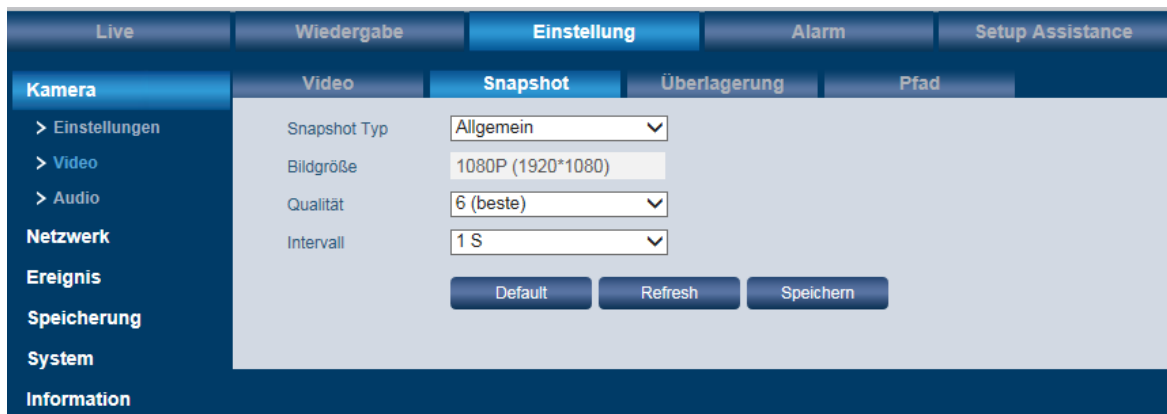 Live Wiedergabe Einstellung Alarm Setup Assistance
Kamera
> Einstellungen
> Video
> Audio
Netzwerk
Ereignis
Speicherung
System
Information
Video Snapshot Überlagerung Pfad
Snapshot Typ Allgemein
Bildgröße 1080P (1920*1080)
Qualität 6 (beste)
Intervall 1 S
Default Refresh Speichern